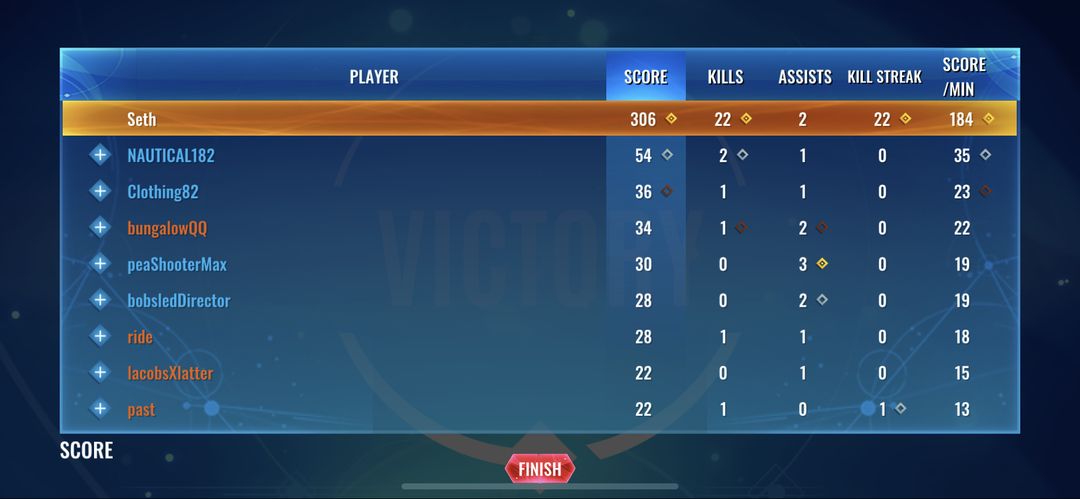 PLAYER SCORE KILLS ASSISTS KILL STREAK SCORE /MIN
Seth 306 22 2 22 184
NAUTICAL182 54 2 1 0 35
Clothing82 36 1 1 0 23
bungalowQQ 34 1 2 0 22
peaShooterMax 30 0 3 0 19
bobsledDirector 28 0 2 0 19
ride 28 1 1 0 18
lacobsXlatter 22 0 1 0 15
past 22 1 0 1 13
VICTORY
SCORE
FINISH